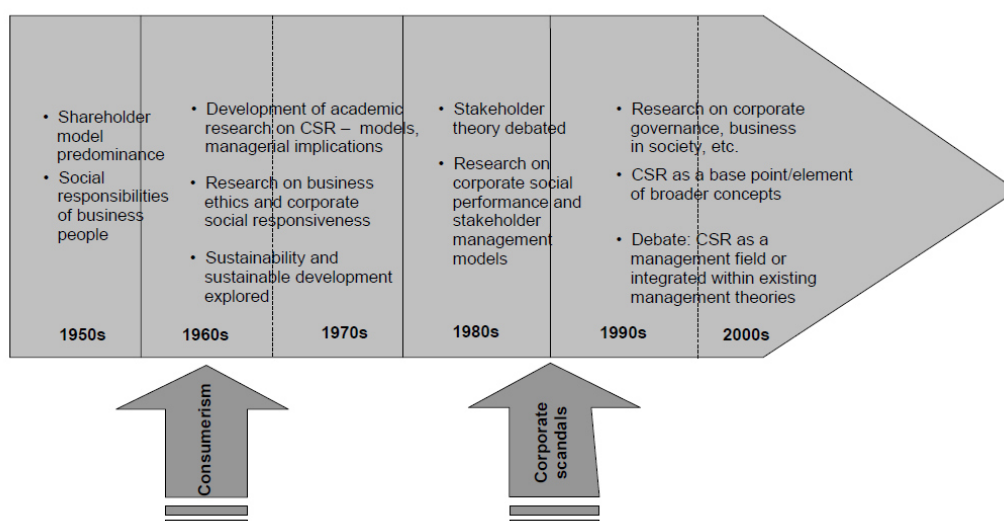 • Shareholder
model
predominance
• Social
responsibilities
of business
people
• Development of academic
research on CSR – models,
managerial implications
• Research on business
ethics and corporate
social responsiveness
• Sustainability and
sustainable development
explored
• Stakeholder
theory debated
• Research on
corporate social
performance and
stakeholder
management
models
• Research on corporate
governance, business
in society, etc.
• CSR as a base point/element
of broader concepts
• Debate: CSR as a
management field or
integrated within existing
management theories
1950s
1960s
1970s
1980s
1990s
2000s
Consumerism
Corporate
scandals